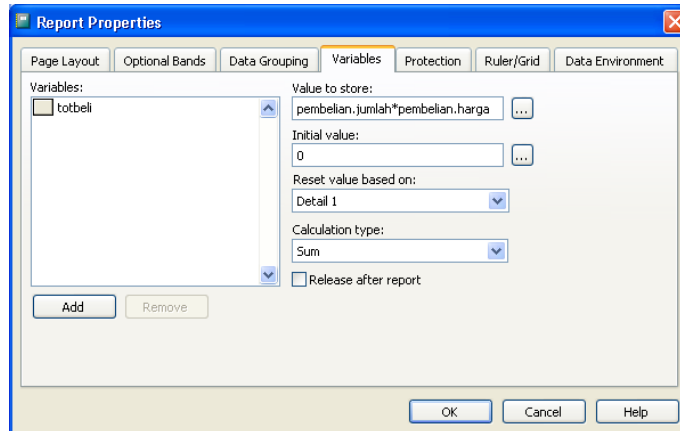 Report Properties
Page Layout
Optional Bands
Data Grouping
Variables
Protection
Ruler/Grid
Data Environment
Variables:
totbeli
Value to store:
pembelian.jumlah*pembelian.harga
...
Initial value:
0
...
Reset value based on:
Detail 1
Calculation type:
Sum
Release after report
Add
Remove
OK
Cancel
Help